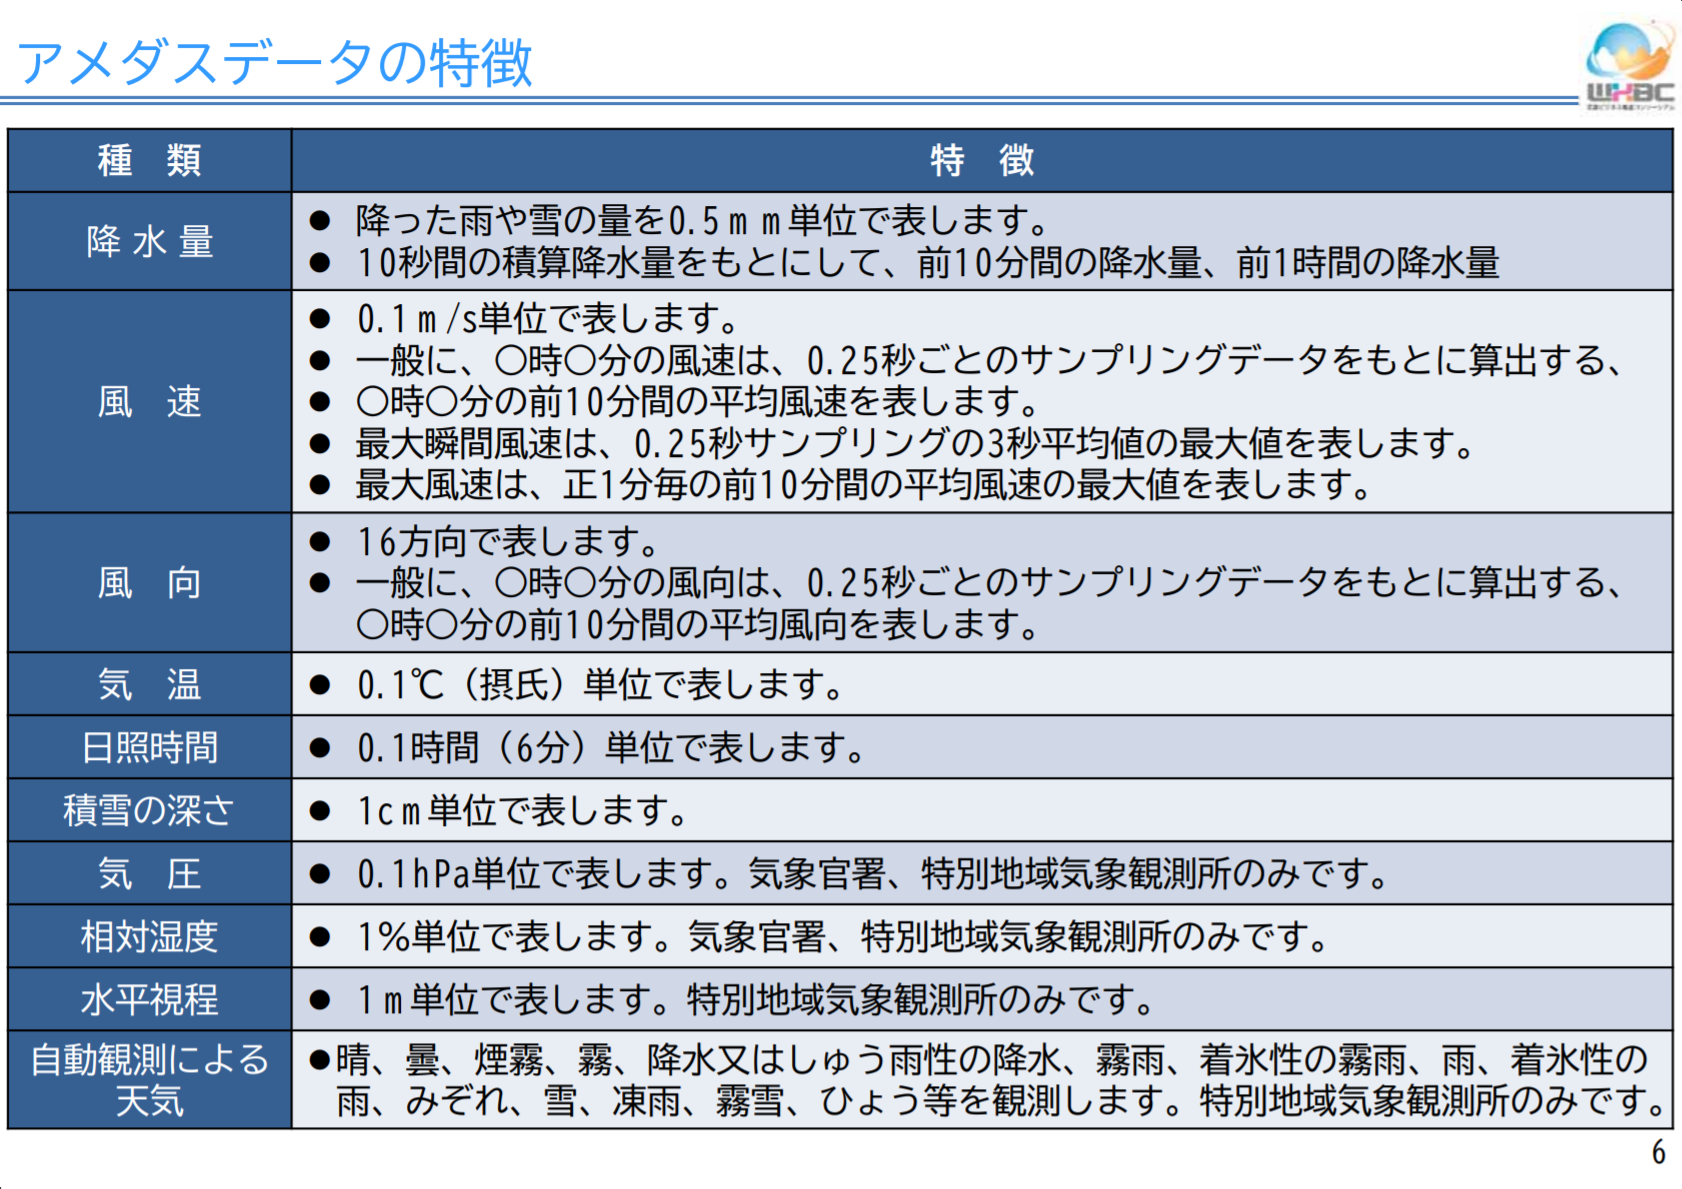 アメダスデータの特徴
WXBC
種　類
特　徴
降 水 量
● 降った雨や雪の量を0.5ｍｍ単位で表します。
● 10秒間の積算降水量をもとにして、前10分間の降水量、前1時間の降水量
風　速
● 0.1ｍ/s単位で表します。
● 一般に、〇時〇分の風速は、0.25秒ごとのサンプリングデータをもとに算出する、
● 〇時〇分の前10分間の平均風速を表します。
● 最大瞬間風速は、0.25秒サンプリングの3秒平均値の最大値を表します。
● 最大風速は、正1分毎の前10分間の平均風速の最大値を表します。
風　向
● 16方向で表します。
● 一般に、〇時〇分の風向は、0.25秒ごとのサンプリングデータをもとに算出する、
〇時〇分の前10分間の平均風向を表します。
気　温
● 0.1℃（摂氏）単位で表します。
日照時間
● 0.1時間（6分）単位で表します。
積雪の深さ
● 1cｍ単位で表します。
気　圧
● 0.1hPa単位で表します。気象官署、特別地域気象観測所のみです。
相対湿度
● 1%単位で表します。気象官署、特別地域気象観測所のみです。
水平視程
● 1ｍ単位で表します。特別地域気象観測所のみです。
自動観測による
天気
●晴、曇、煙霧、霧、降水又はしゅう雨性の降水、霧雨、着氷性の霧雨、雨、着氷性の
雨、みぞれ、雪、凍雨、霧雪、ひょう等を観測します。特別地域気象観測所のみです。
6